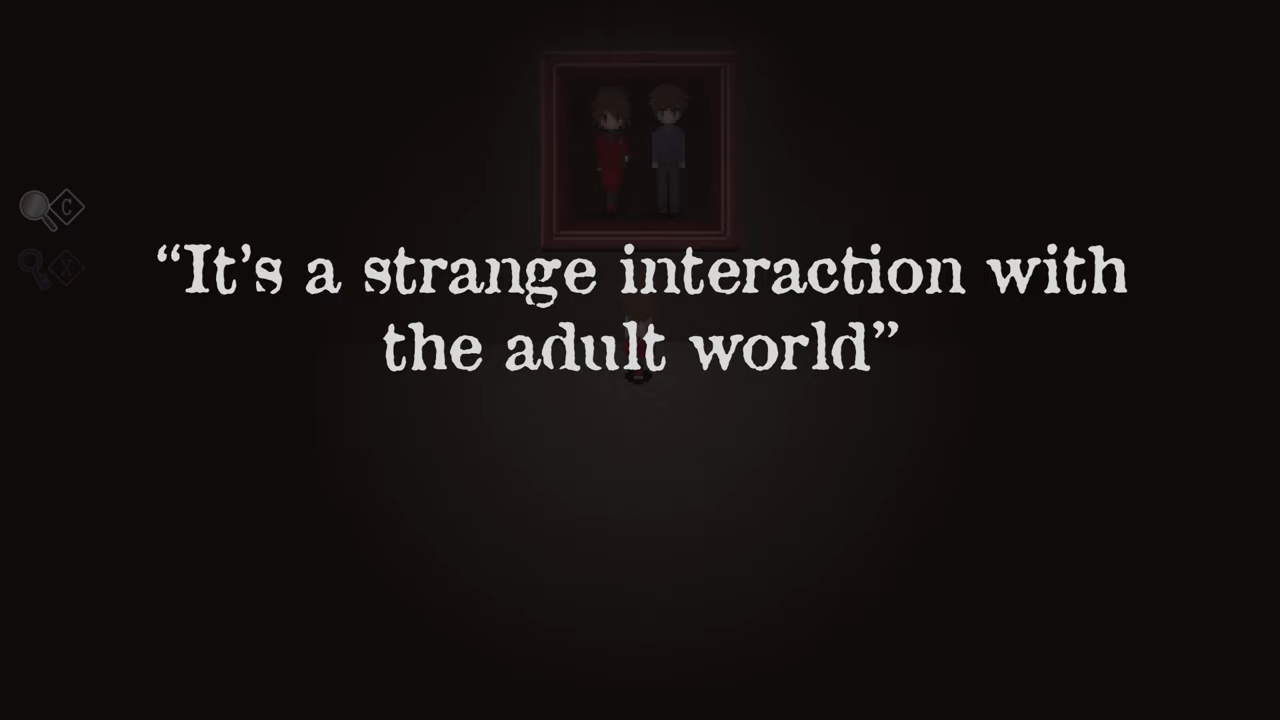 C
X
“It’s a strange interaction with
the adult world”